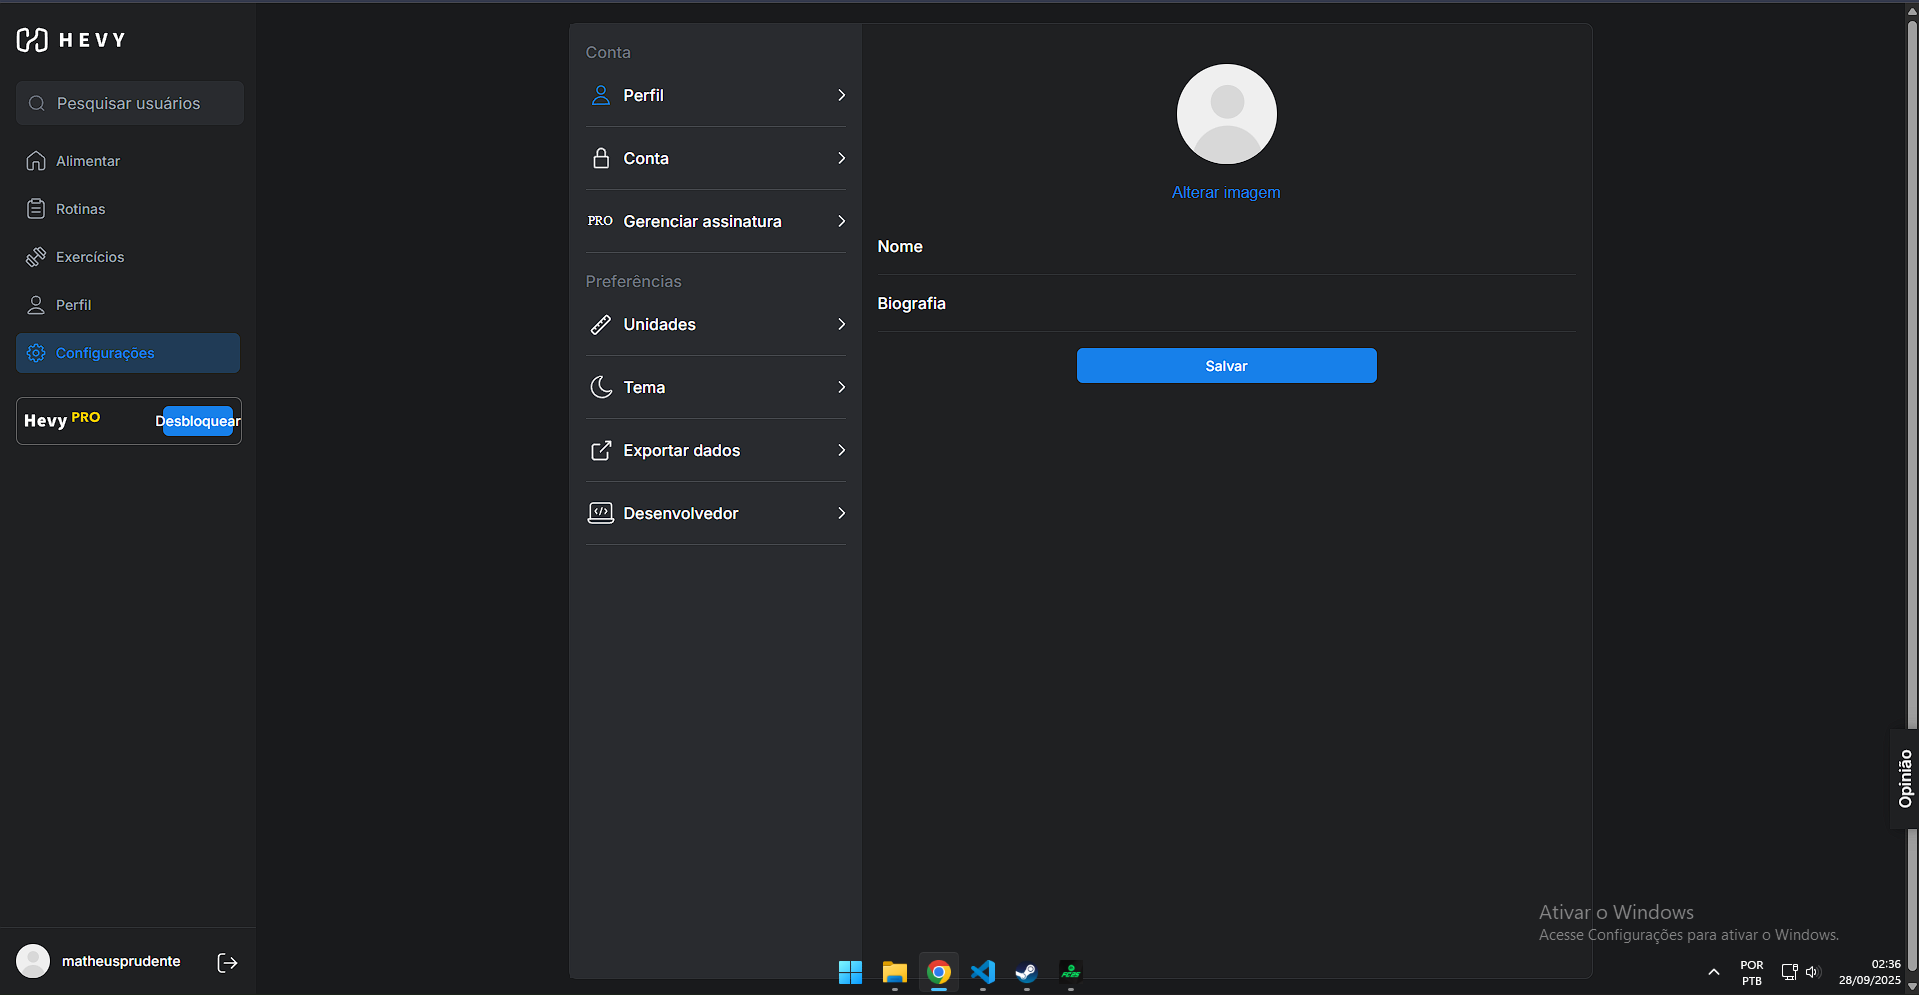 HEVY
Pesquisar usuários
Alimentar
Rotinas
Exercícios
Perfil
Configurações
Hevy PRO
Desbloquear
matheusprudente
Conta
Perfil
Conta
PRO Gerenciar assinatura
Preferências
Unidades
Tema
Exportar dados
Desenvolvedor
Alterar imagem
Nome
Biografia
Salvar
Opinião
Ativar o Windows
Acesse Configurações para ativar o Windows.
FC25
POR
PTB
02:36
28/09/2025